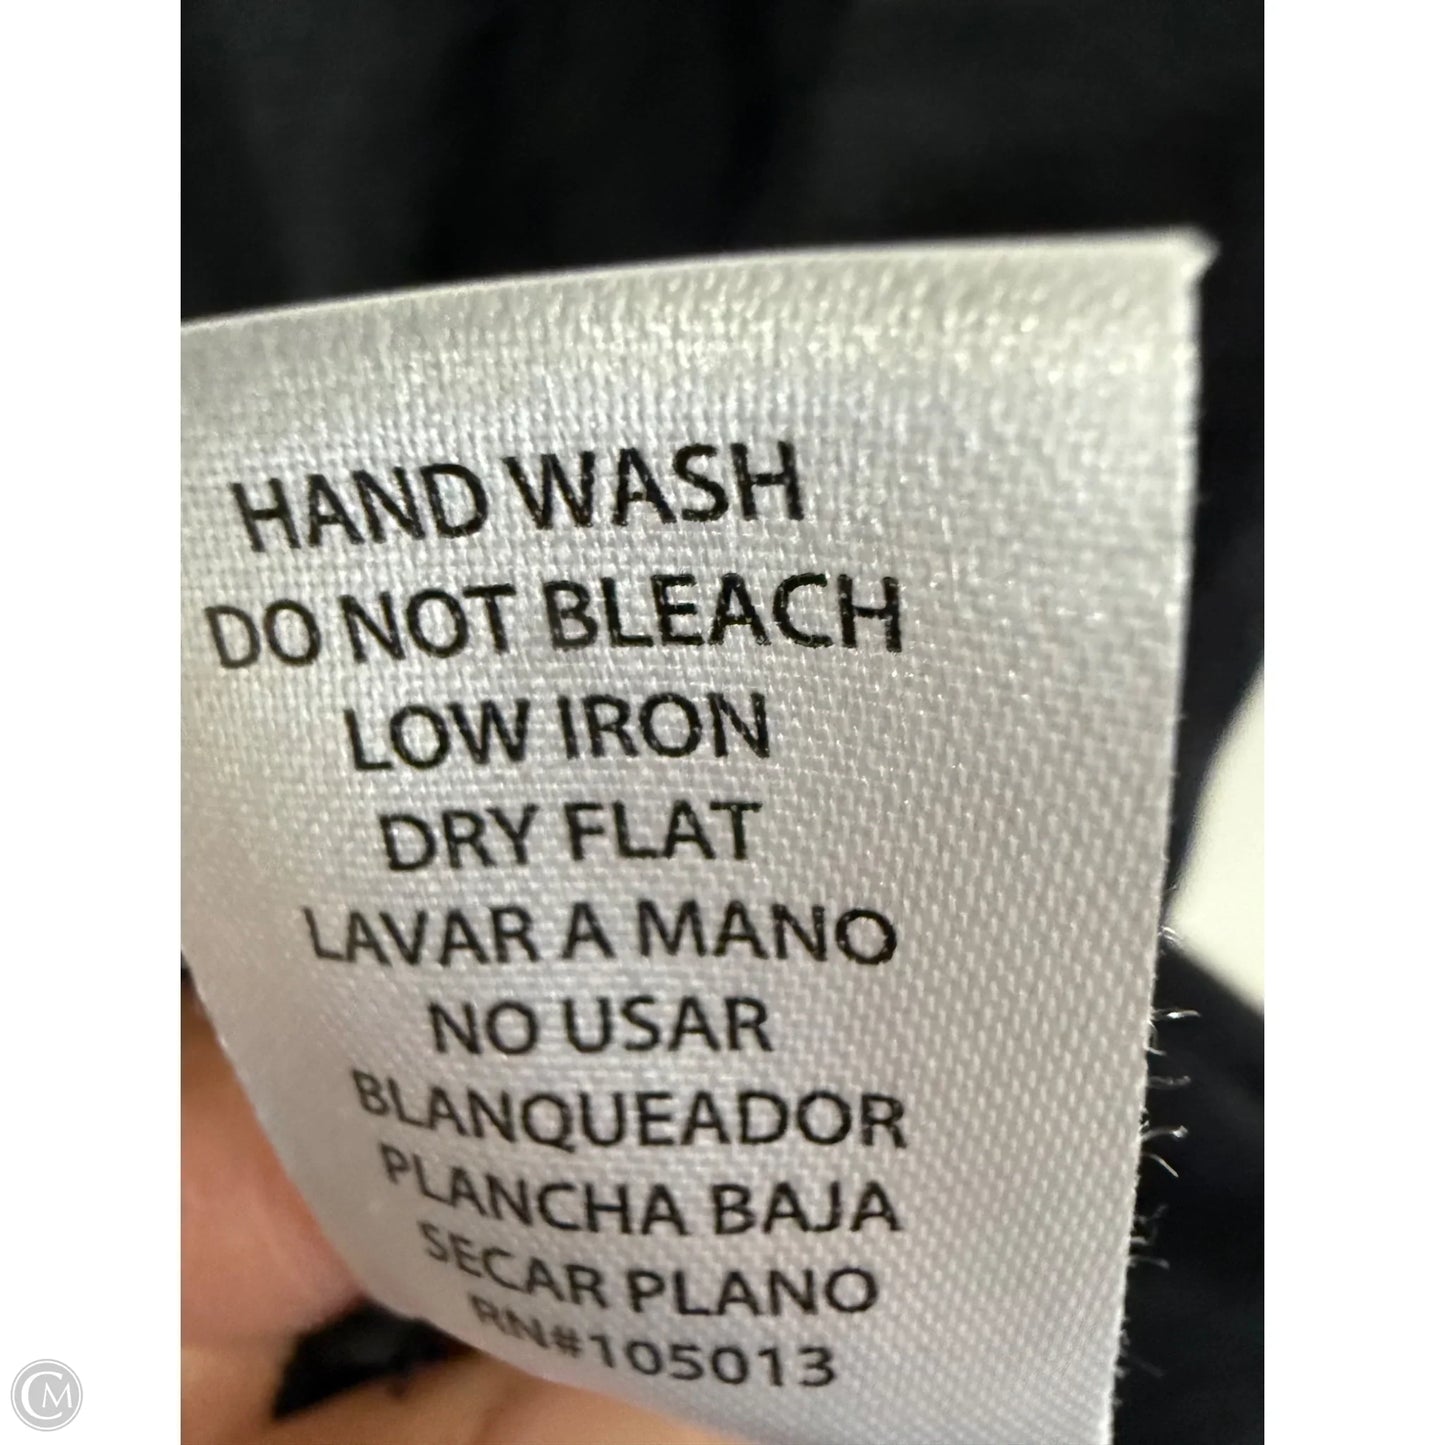 HAND WASH
DO NOT BLEACH
LOW IRON
DRY FLAT
LAVAR A MANO
NO USAR
BLANQUEADOR
PLANCHA BAJA
SECAR PLANO
RN#105013
CM